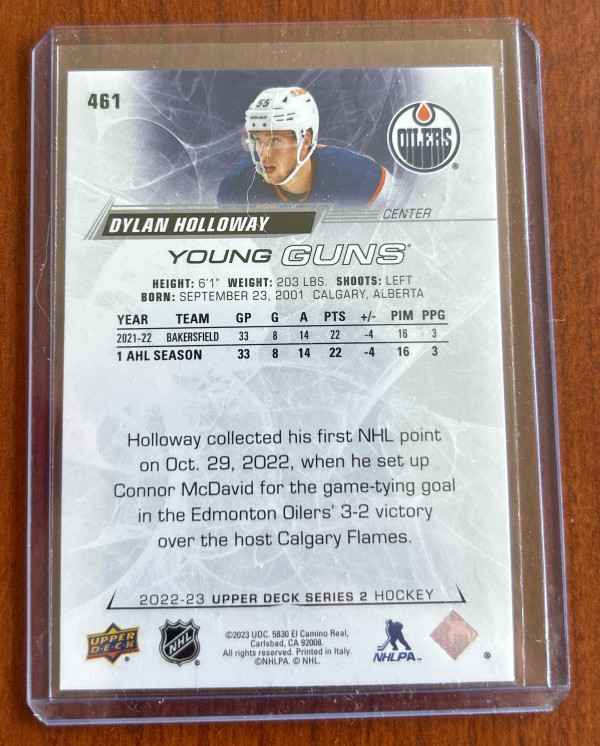 461
55
OILERS
®
DYLAN HOLLOWAY
CENTER
YOUNG GUNS®
HEIGHT: 6'1" WEIGHT: 203 LBS. SHOOTS: LEFT
BORN: SEPTEMBER 23, 2001 CALGARY, ALBERTA
YEAR TEAM GP G A PTS +/- PIM PPG
2021-22 BAKERSFIELD 33 8 14 22 -4 16 3
1 AHL SEASON 33 8 14 22 -4 16 3
Holloway collected his first NHL point
on Oct. 29, 2022, when he set up
Connor McDavid for the game-tying goal
in the Edmonton Oilers' 3-2 victory
over the host Calgary Flames.
2022-23 UPPER DECK SERIES 2 HOCKEY
UPPER DECK
NHL
©2023 UDC. 5830 El Camino Real,
Carlsbad, CA 92008.
All rights reserved. Printed in Italy.
©NHLPA. © NHL.
NHLPA™
®